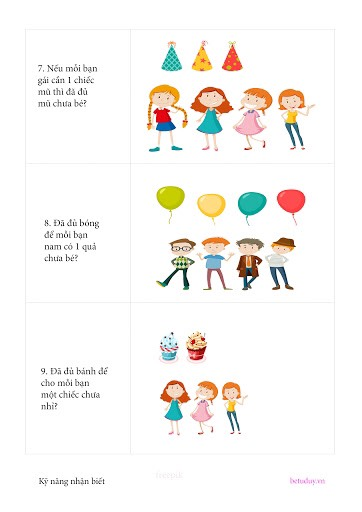 7. Nếu mỗi bạn
gái cần 1 chiếc
mũ thì đã đủ
mũ chưa bé?
8. Đã đủ bóng
để mỗi bạn
nam có 1 quả
chưa bé?
9. Đã đủ bánh để
cho mỗi bạn
một chiếc chưa
nhỉ?
Kỹ năng nhận biết
freepik
betuduy.vn